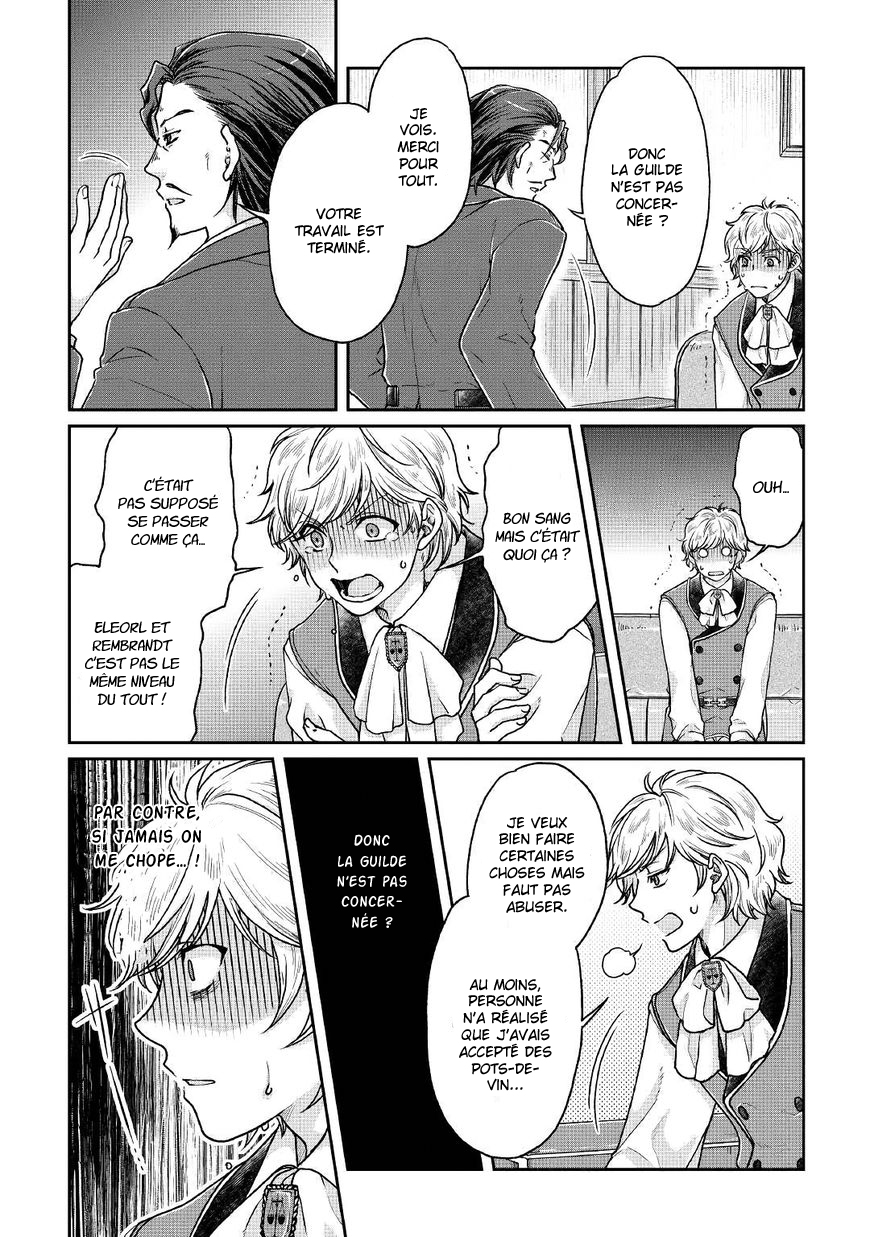 DONC
LA GUILDE
N'EST PAS
CONCER-
NÉE ?
JE
VOIS.
MERCI
POUR
TOUT.
VOTRE
TRAVAIL EST
TERMINÉ.
OUH...
BON SANG
MAIS C'ÉTAIT
QUOI ÇA ?
C'ÉTAIT
PAS SUPPOSÉ
SE PASSER
COMME ÇA...
ELEORL ET
REMBRANDT
C'EST PAS LE
MÊME NIVEAU
DU TOUT !
JE VEUX
BIEN FAIRE
CERTAINES
CHOSES MAIS
FAUT PAS
ABUSER.
AU MOINS,
PERSONNE
N'A RÉALISÉ
QUE J'AVAIS
ACCEPTÉ DES
POTS-DE-
VIN...
DONC
LA GUILDE
N'EST PAS
CONCER-
NÉE ?
PAR CONTRE,
SI JAMAIS ON
ME CHOPE... !